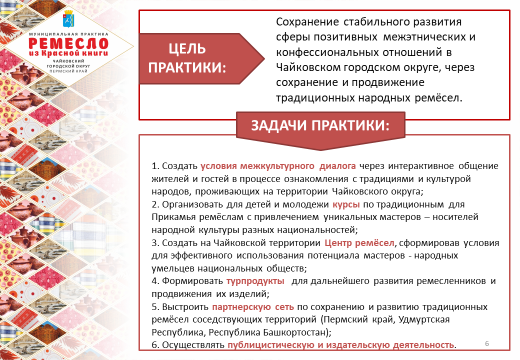 МУНИЦИПАЛЬНАЯ ПРАКТИКА
РЕМЕСЛО
из Красной книги
ЧАЙКОВСКИЙ
ГОРОДСКОЙ ОКРУГ
ПЕРМСКИЙ КРАЙ
ЦЕЛЬ
ПРАКТИКИ:
Сохранение стабильного развития
сферы позитивных межэтнических и
конфессиональных отношений в
Чайковском городском округе, через
сохранение и продвижение
традиционных народных ремёсел.
ЗАДАЧИ ПРАКТИКИ:
1. Создать условия межкультурного диалога через интерактивное общение
жителей и гостей в процессе ознакомления с традициями и культурой
народов, проживающих на территории Чайковского округа;
2. Организовать для детей и молодежи курсы по традиционным для
Прикамья ремёслам с привлечением уникальных мастеров – носителей
народной культуры разных национальностей;
3. Создать на Чайковской территории Центр ремёсел, сформировав условия
для эффективного использования потенциала мастеров - народных
умельцев национальных обществ;
4. Формировать турпродукты для дальнейшего развития ремесленников и
продвижения их изделий;
5. Выстроить партнерскую сеть по сохранению и развитию традиционных
ремёсел соседствующих территорий (Пермский край, Удмуртская
Республика, Республика Башкортостан);
6. Осуществлять публицистическую и издательскую деятельность.
6